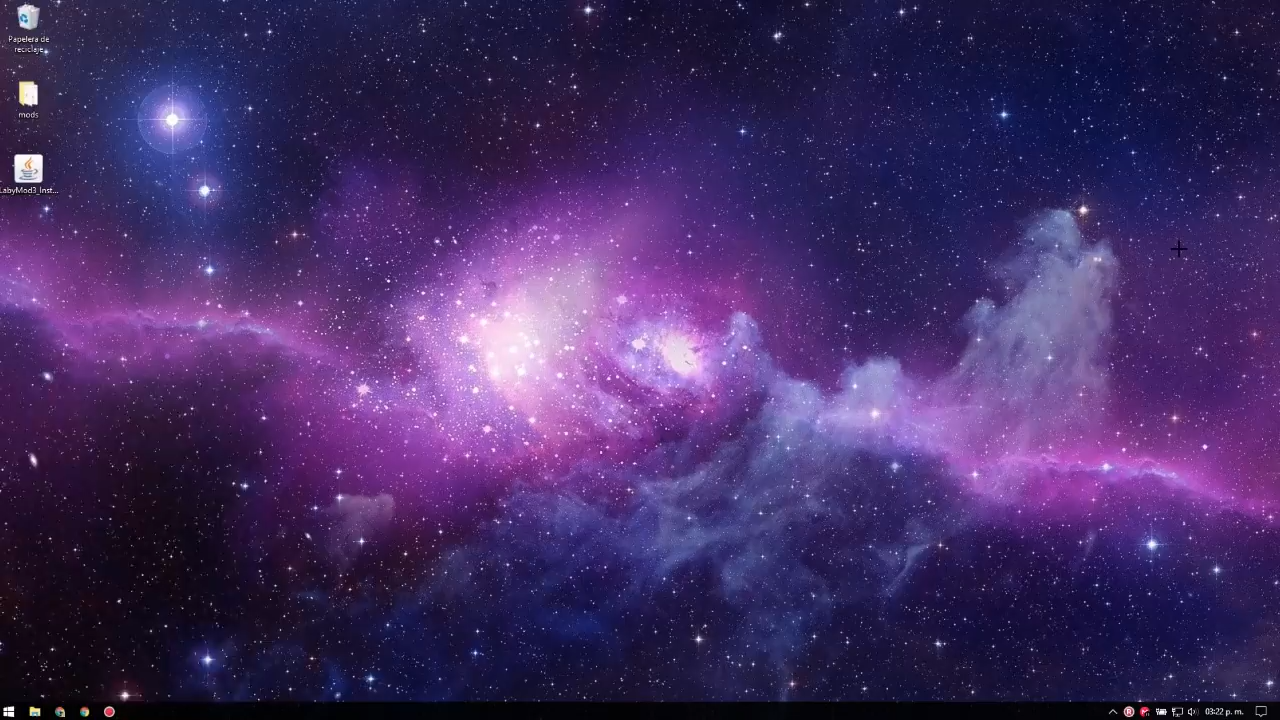 Papelera de
reciclaje
mods
LabyMod3_Inst...
03:22 p. m.